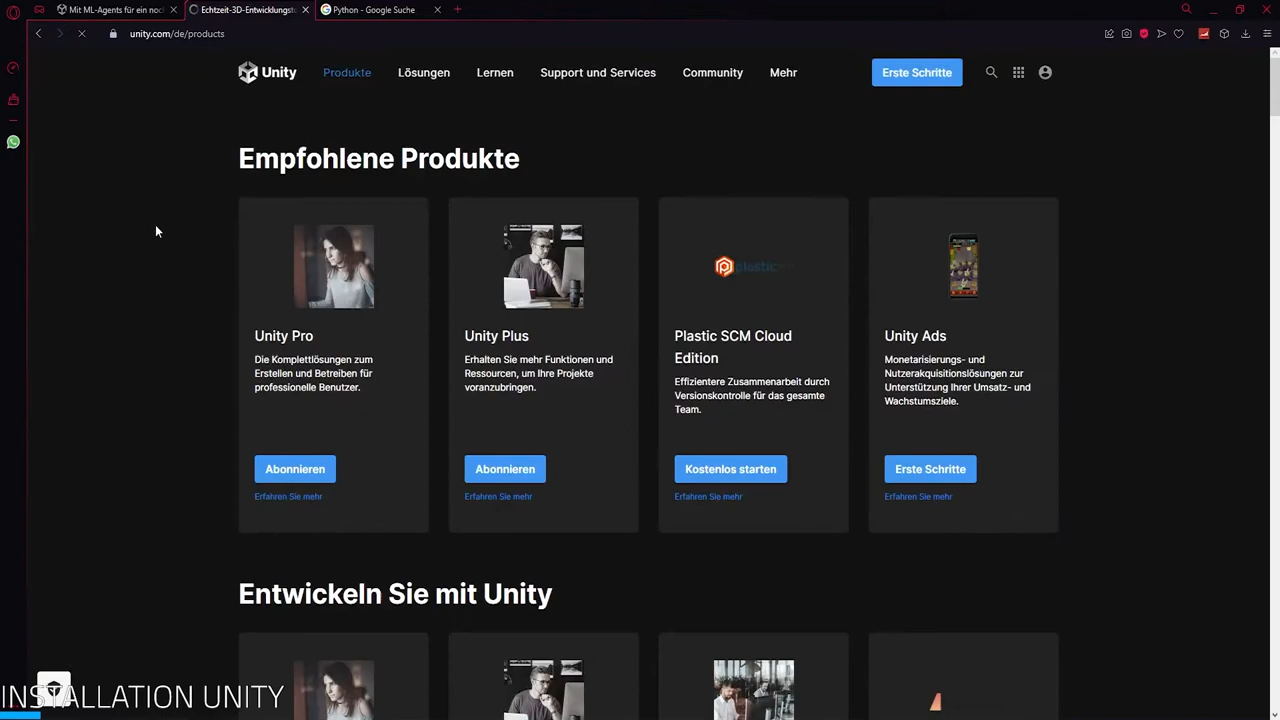 Mit ML-Agents für ein noch
Echtzeit-3D-Entwicklungsto
Python - Google Suche
unity.com/de/products
Unity
Produkte
Lösungen
Lernen
Support und Services
Community
Mehr
Erste Schritte
Empfohlene Produkte
Unity Pro
Die Komplettlösungen zum
Erstellen und Betreiben für
professionelle Benutzer.
Abonnieren
Erfahren Sie mehr
Unity Plus
Erhalten Sie mehr Funktionen und
Ressourcen, um Ihre Projekte
voranzubringen.
Abonnieren
Erfahren Sie mehr
plastic
Plastic SCM Cloud
Edition
Effizientere Zusammenarbeit durch
Versionskontrolle für das gesamte
Team.
Kostenlos starten
Erfahren Sie mehr
Unity Ads
Monetarisierungs- und
Nutzerakquisitionslösungen zur
Unterstützung Ihrer Umsatz- und
Wachstumsziele.
Erste Schritte
Erfahren Sie mehr
Entwickeln Sie mit Unity
INSTALLATION UNITY